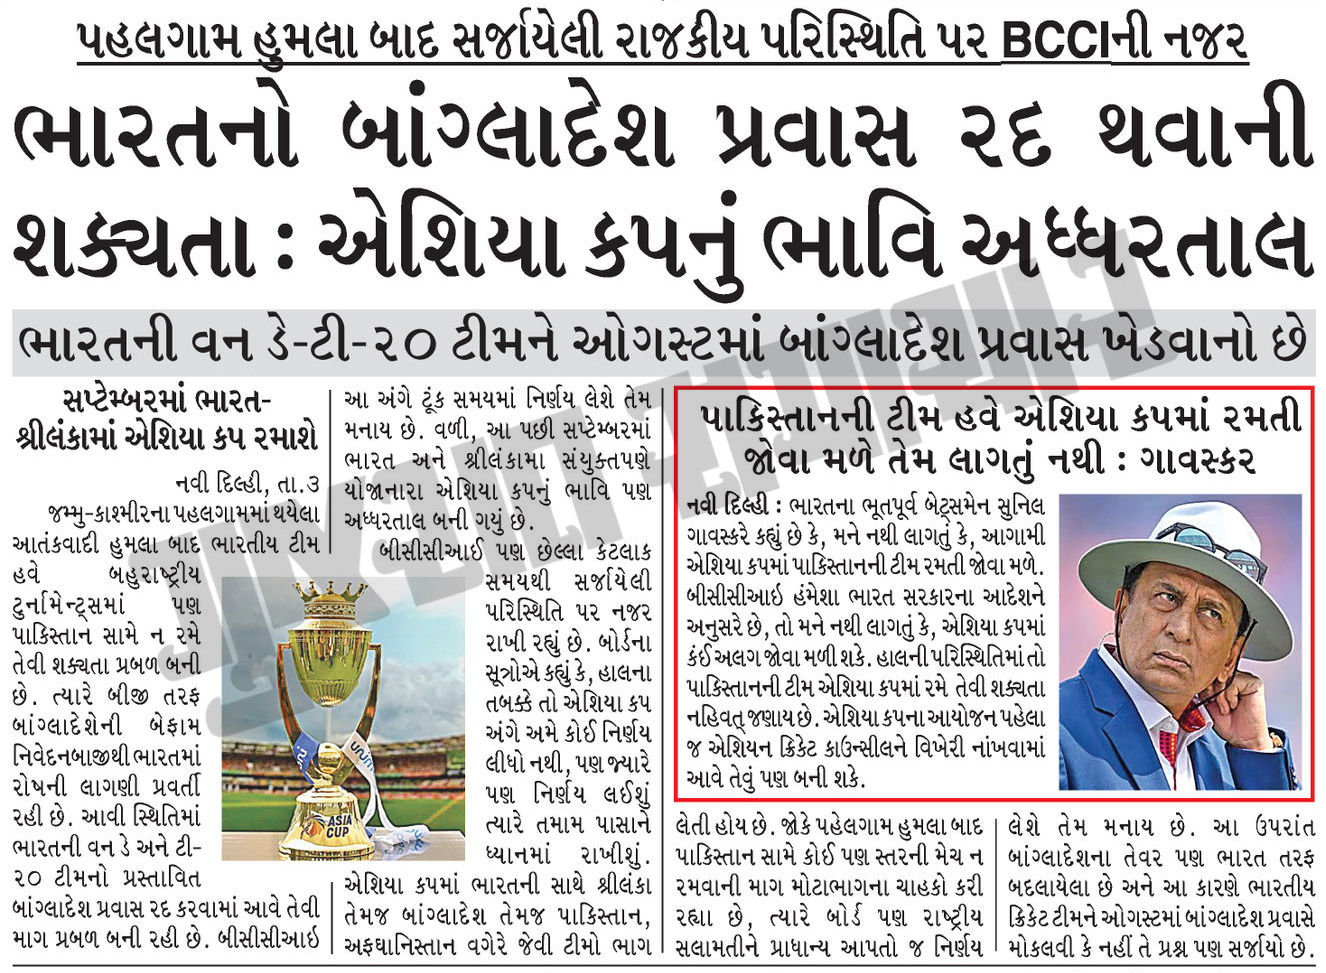 પહલગામ હુમલા બાદ સર્જાયેલી રાજકીય પરિસ્થિતિ પર BCCIની નજર
ભારતનો બાંગ્લાદેશ પ્રવાસ રદ થવાની
શક્યતા : એશિયા કપનું ભાવિ અધ્ધરતાલ
ભારતની વન ડે-ટી-૨૦ ટીમને ઓગસ્ટમાં બાંગ્લાદેશ પ્રવાસ ખેડવાનો છે
સપ્ટેમ્બરમાં ભારત-
શ્રીલંકામાં એશિયા કપ રમાશે
નવી દિલ્હી, તા.૩
જમ્મુ-કાશ્મીરના પહલગામમાં થયેલા
આતંકવાદી હુમલા બાદ ભારતીય ટીમ
હવે બહુરાષ્ટ્રીય
ટુર્નામેન્ટ્સમાં પણ
પાકિસ્તાન સામે ન રમે
તેવી શક્યતા પ્રબળ બની
છે. ત્યારે બીજી તરફ
બાંગ્લાદેશેની બેફામ
નિવેદનબાજીથી ભારતમાં
રોષની લાગણી પ્રવર્તી
રહી છે. આવી સ્થિતિમાં
ભારતની વન ડે અને ટી-
૨૦ ટીમનો પ્રસ્તાવિત
બાંગ્લાદેશ પ્રવાસ રદ કરવામાં આવે તેવી
માગ પ્રબળ બની રહી છે. બીસીસીઆઇ
આ અંગે ટૂંક સમયમાં નિર્ણય લેશે તેમ
મનાય છે. વળી, આ પછી સપ્ટેમ્બરમાં
ભારત અને શ્રીલંકામા સંયુક્તપણે
યોજાનારા એશિયા કપનું ભાવિ પણ
અધ્ધરતાલ બની ગયું છે.
બીસીસીઆઈ પણ છેલ્લા કેટલાક
સમયથી સર્જાયેલી
પરિસ્થિતિ પર નજર
રાખી રહ્યું છે. બોર્ડના
સૂત્રોએ કહ્યું કે, હાલના
તબક્કે તો એશિયા કપ
અંગે અમે કોઈ નિર્ણય
લીધો નથી, પણ જ્યારે
પણ નિર્ણય લઈશું
ત્યારે તમામ પાસાને
ધ્યાનમાં રાખીશું.
એશિયા કપમાં ભારતની સાથે શ્રીલંકા
તેમજ બાંગ્લાદેશ તેમજ પાકિસ્તાન,
અફઘાનિસ્તાન વગેરે જેવી ટીમો ભાગ
ASIA
CUP
પાકિસ્તાનની ટીમ હવે એશિયા કપમાં રમતી
જોવા મળે તેમ લાગતું નથી : ગાવસ્કર
નવી દિલ્હી : ભારતના ભૂતપૂર્વ બેટ્સમેન સુનિલ
ગાવસ્કરે કહ્યું છે કે, મને નથી લાગતું કે, આગામી
એશિયા કપમાં પાકિસ્તાનની ટીમ રમતી જોવા મળે.
બીસીસીઆઇ હંમેશા ભારત સરકારના આદેશને
અનુસરે છે, તો મને નથી લાગતું કે, એશિયા કપમાં
કંઈ અલગ જોવા મળી શકે. હાલની પરિસ્થિતિમાં તો
પાકિસ્તાનની ટીમ એશિયા કપમાં રમે તેવી શક્યતા
નહિવત્ જણાય છે. એશિયા કપના આયોજન પહેલા
જ એશિયન ક્રિકેટ કાઉન્સીલને વિખેરી નાંખવામાં
આવે તેવું પણ બની શકે.
લેતી હોય છે. જોકે પહેલગામ હુમલા બાદ
પાકિસ્તાન સામે કોઈ પણ સ્તરની મેચ ન
રમવાની માગ મોટાભાગના ચાહકો કરી
રહ્યા છે, ત્યારે બોર્ડ પણ રાષ્ટ્રીય
સલામતીને પ્રાધાન્ય આપતો જ નિર્ણય
લેશે તેમ મનાય છે. આ ઉપરાંત
બાંગ્લાદેશના તેવર પણ ભારત તરફ
બદલાયેલા છે અને આ કારણે ભારતીય
ક્રિકેટ ટીમને ઓગસ્ટમાં બાંગ્લાદેશ પ્રવાસે
મોકલવી કે નહીં તે પ્રશ્ન પણ સર્જાયો છે.
ગુજરાત સમાચાર